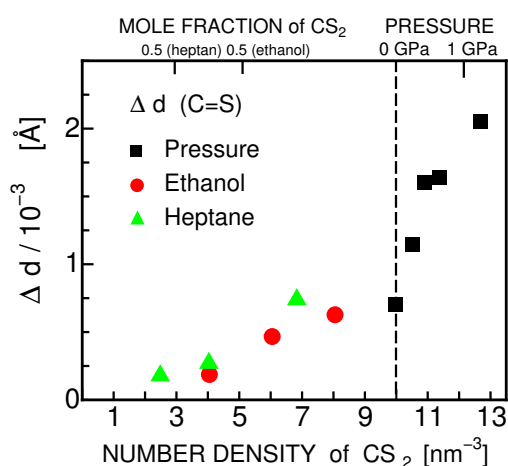 MOLE FRACTION of CS2 PRESSURE
0.5 (heptan) 0.5 (ethanol) 0 GPa 1 GPa
Δ d (C=S)
Pressure
Ethanol
Heptane
Δ d / 10−3 [Å]
2
1
0
1 3 5 7 9 11 13
NUMBER DENSITY of CS2 [nm−3]